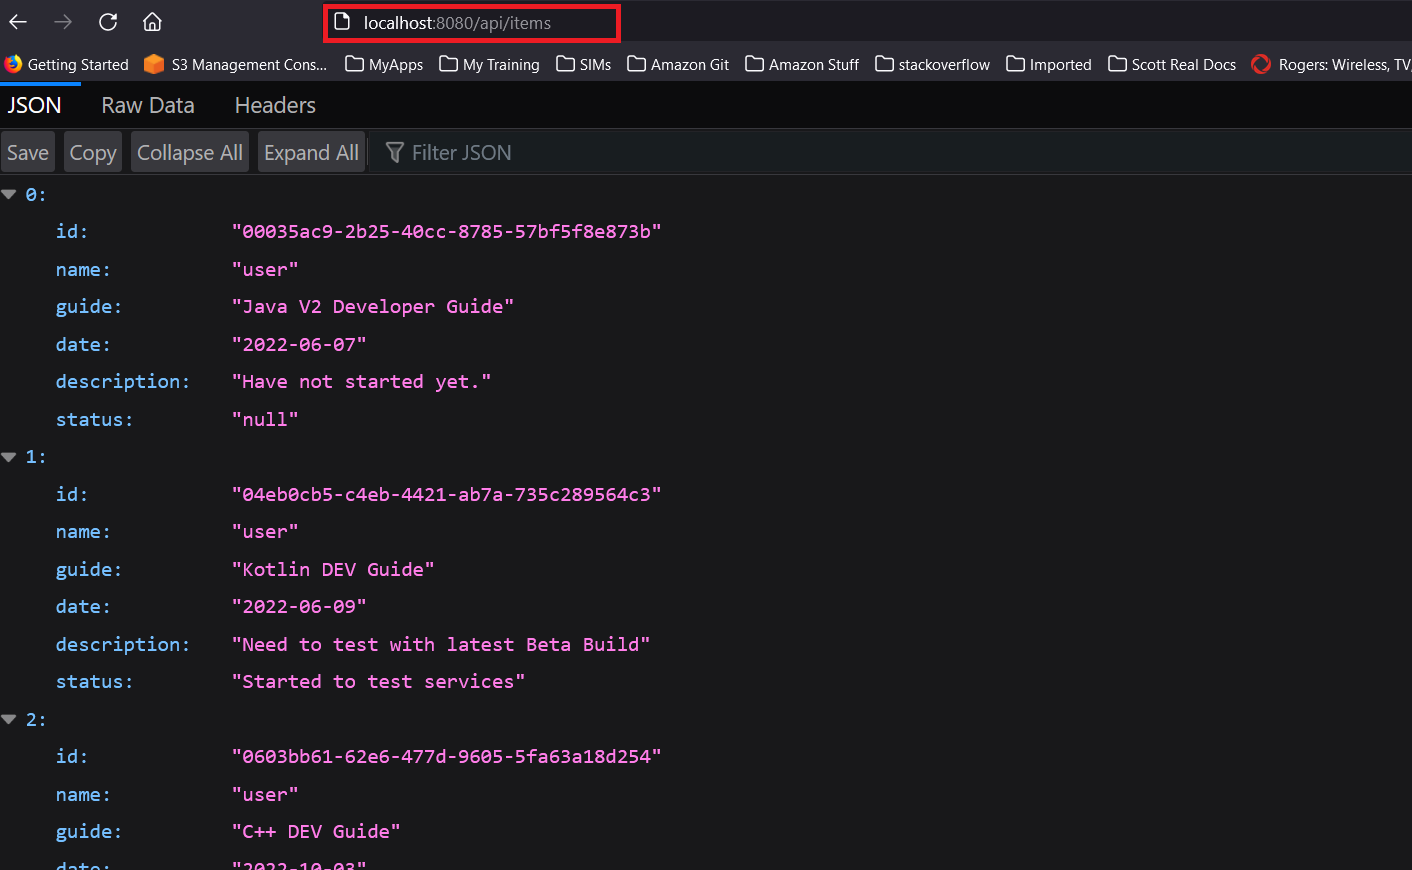 localhost:8080/api/items
Getting Started S3 Management Cons... MyApps My Training SIMs Amazon Git Amazon Stuff stackoverflow Imported Scott Real Docs Rogers: Wireless, TV,
JSON Raw Data Headers
Save Copy Collapse All Expand All Filter JSON
0:
id: "00035ac9-2b25-40cc-8785-57bf5f8e873b"
name: "user"
guide: "Java V2 Developer Guide"
date: "2022-06-07"
description: "Have not started yet."
status: "null"
1:
id: "04eb0cb5-c4eb-4421-ab7a-735c289564c3"
name: "user"
guide: "Kotlin DEV Guide"
date: "2022-06-09"
description: "Need to test with latest Beta Build"
status: "Started to test services"
2:
id: "0603bb61-62e6-477d-9605-5fa63a18d254"
name: "user"
guide: "C++ DEV Guide"
date: "2022-10-03"